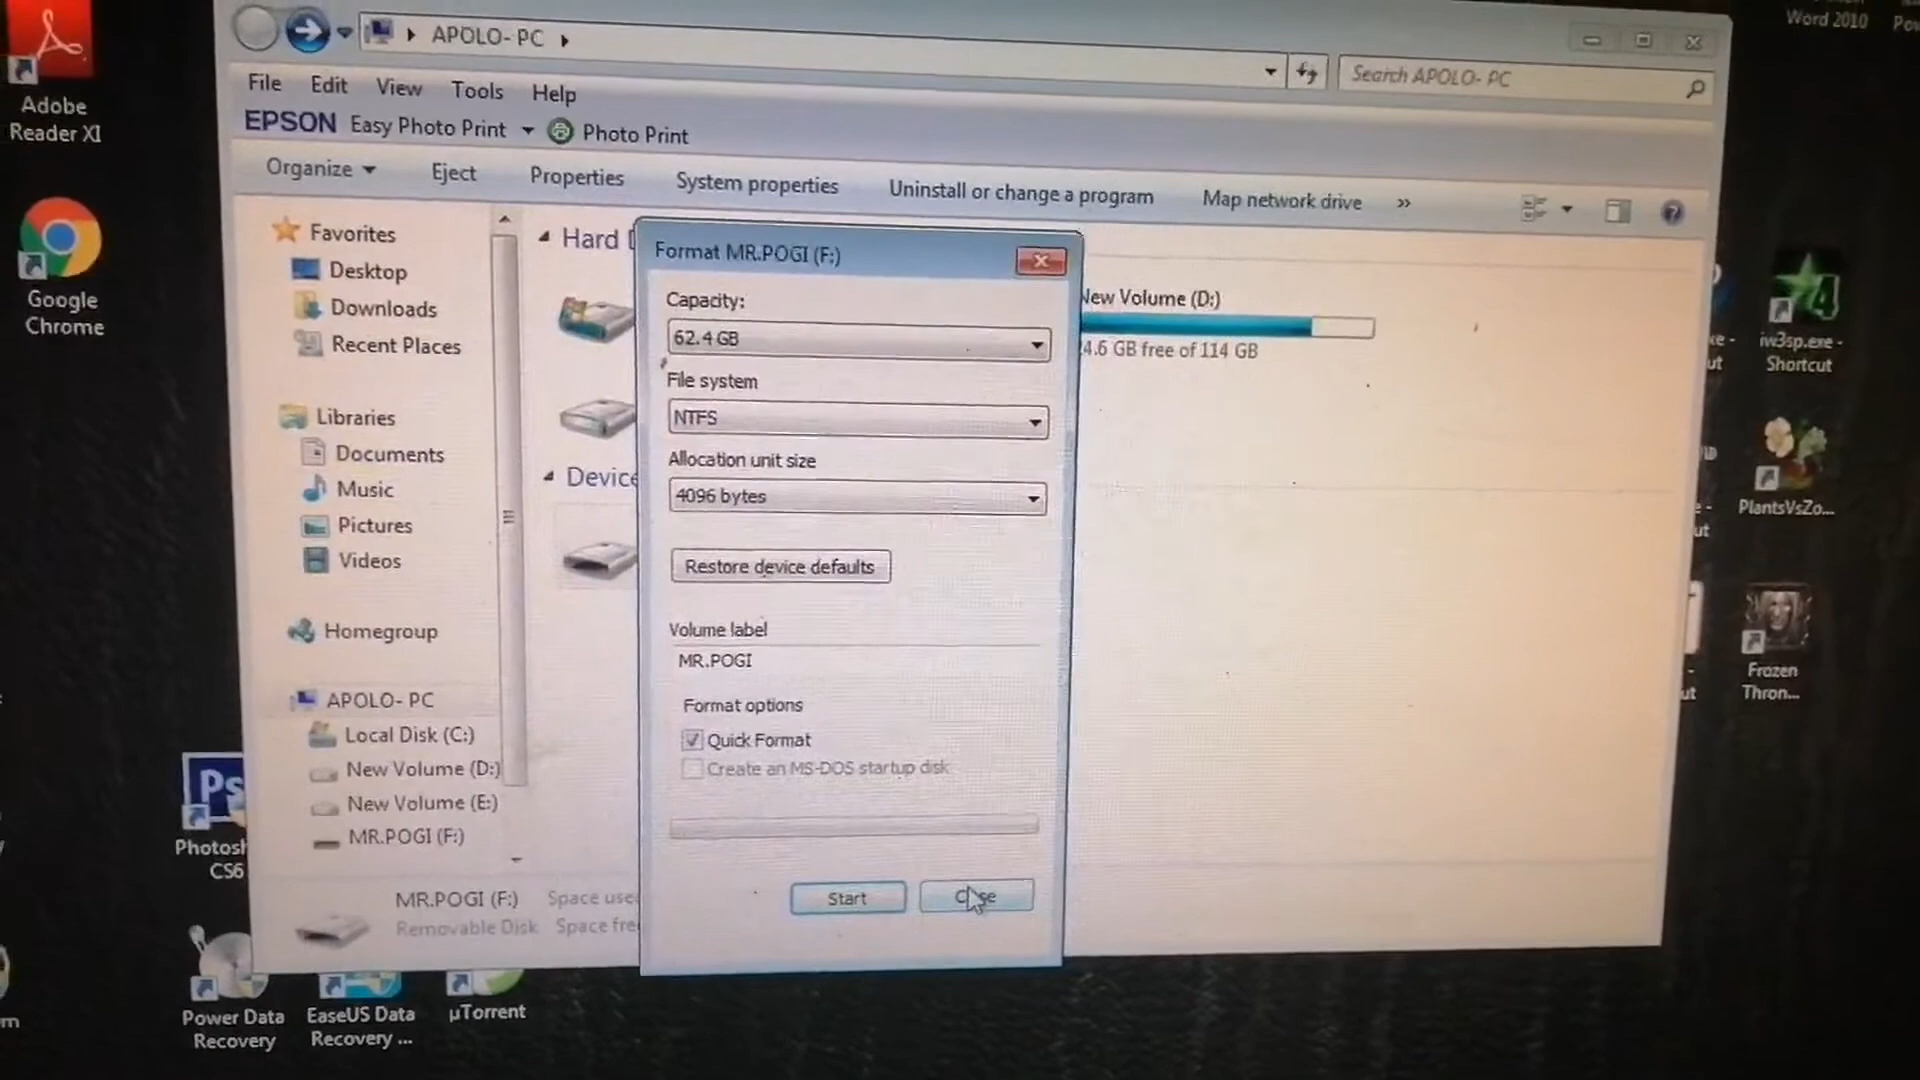 Word 2010
APOLO- PC
Search APOLO- PC
File Edit View Tools Help
EPSON Easy Photo Print Photo Print
Organize Eject Properties System properties Uninstall or change a program Map network drive »
Adobe
Reader XI
Google
Chrome
Favorites
Desktop
Downloads
Recent Places
Libraries
Documents
Music
Pictures
Videos
Homegroup
APOLO- PC
Local Disk (C:)
New Volume (D:)
New Volume (E:)
MR.POGI (F:)
Hard
Format MR.POGI (F:)
Capacity:
62.4 GB
File system
NTFS
Allocation unit size
4096 bytes
Restore device defaults
Volume label
MR.POGI
Format options
Quick Format
Create an MS-DOS startup disk
Start
New Volume (D:)
4.6 GB free of 114 GB
MR.POGI (F:) Space
Removable Disk Space
iw3sp.exe -
Shortcut
PlantsVsZo...
Frozen
Thron...
Ps
CS6
Power Data
Recovery
EaseUS Data
Recovery ...
µTorrent